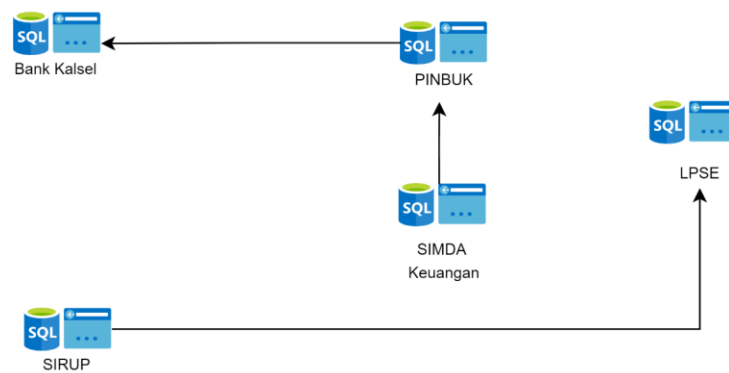 SQL
Bank Kalsel
SQL
PINBUK
SQL
LPSE
SQL
SIMDA
Keuangan
SQL
SIRUP